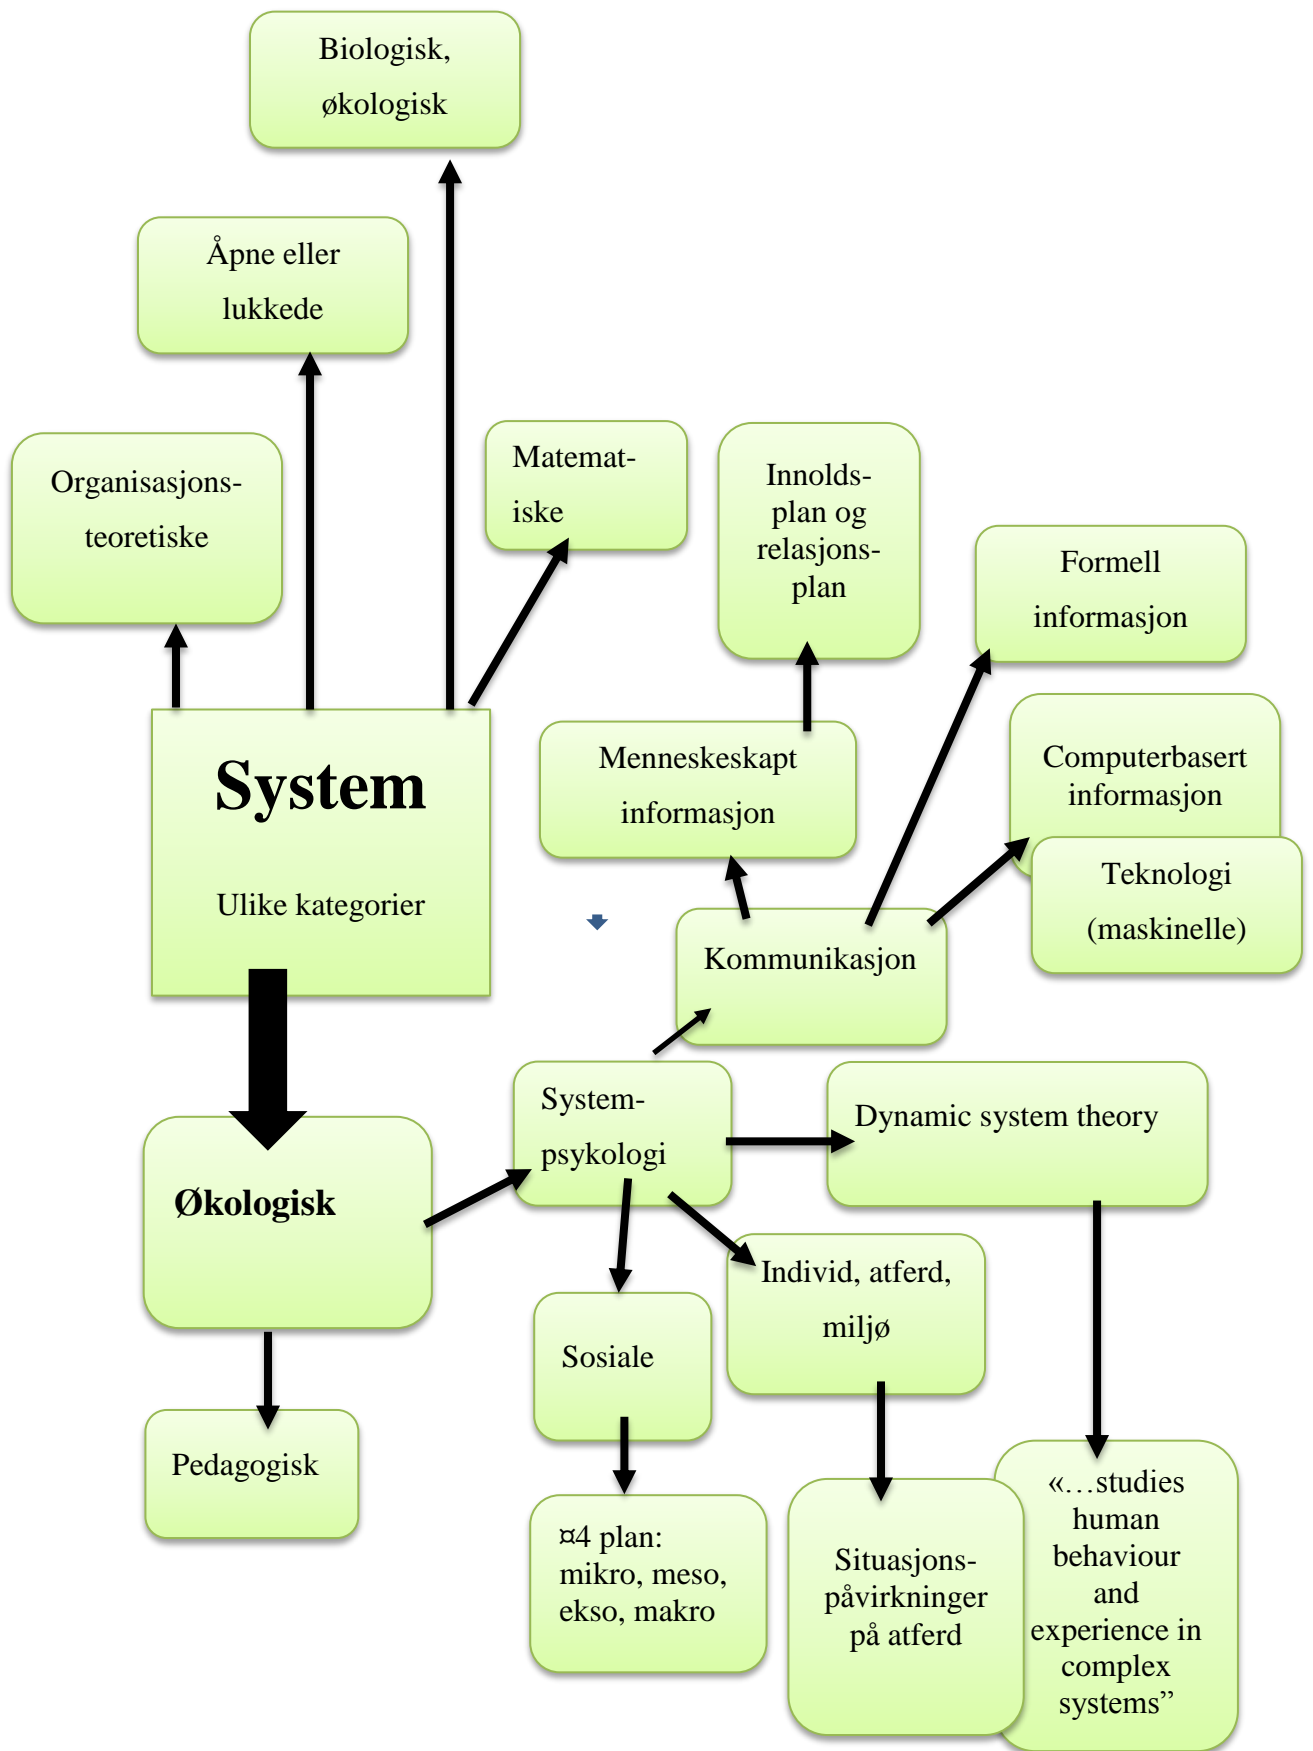 Biologisk,
økologisk
Åpne eller
lukkede
Organisasjons-
teoretiske
Matemat-
iske
Innolds-
plan og
relasjons-
plan
Formell
informasjon
Menneskeskapt
informasjon
Computerbasert
informasjon
Teknologi
(maskinelle)
System
Ulike kategorier
Kommunikasjon
System-
psykologi
Dynamic system theory
Økologisk
Individ, atferd,
miljø
Sosiale
Pedagogisk
¤4 plan:
mikro, meso,
ekso, makro
Situasjons-
påvirkninger
på atferd
«…studies
human
behaviour
and
experience in
complex
systems”